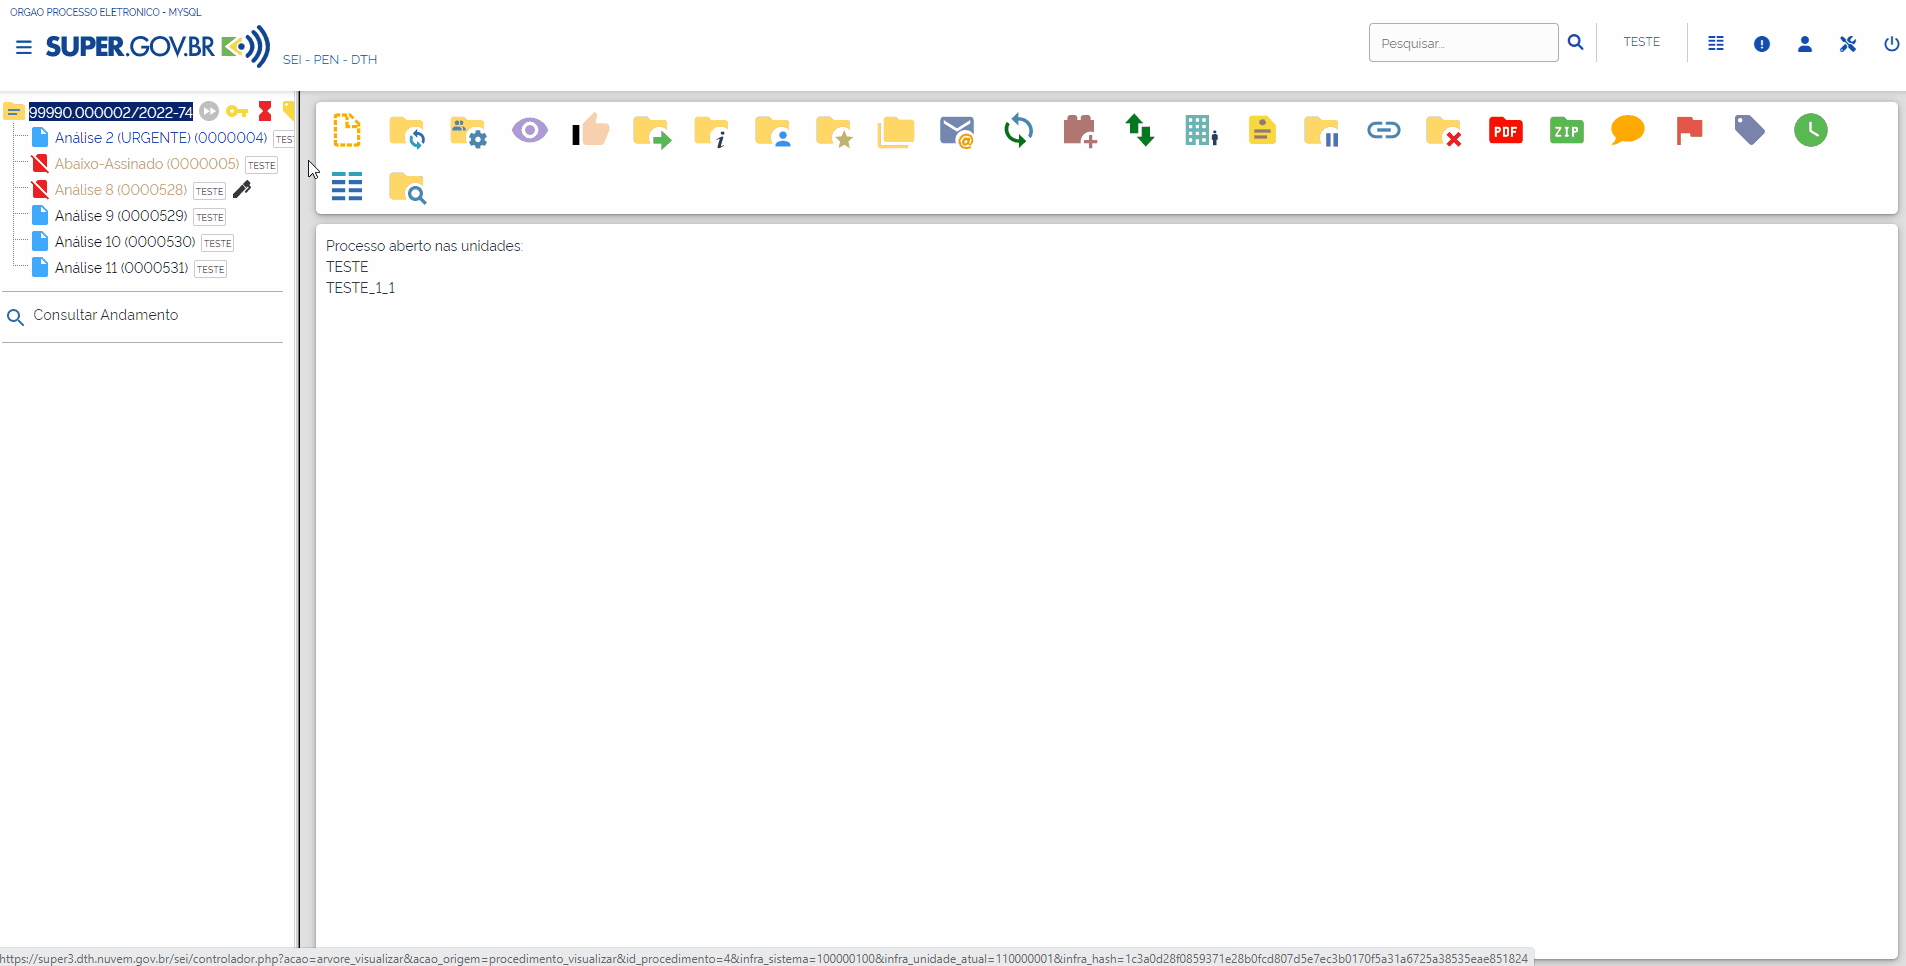 ORGAO PROCESSO ELETRONICO - MYSQL
SUPER.GOV.BR
SEI - PEN - DTH
Pesquisar...
TESTE
99990.000002/2022-74
Análise 2 (URGENTE) (0000004) TES
Abaixo-Assinado (0000005) TESTE
Análise 8 (0000528) TESTE
Análise 9 (0000529) TESTE
Análise 10 (0000530) TESTE
Análise 11 (0000531) TESTE
Consultar Andamento
PDF
ZIP
Processo aberto nas unidades:
TESTE
TESTE_1_1
https://super3.dth.nuvem.gov.br/sei/controlador.php?acao=arvore_visualizar&acao_origem=procedimento_visualizar&id_procedimento=4&infra_sistema=100000100&infra_unidade_atual=110000001&infra_hash=1c3a0d28f0859371e28b0fcd807d5e7ec3b0170f5a31a6725a38535eae851824